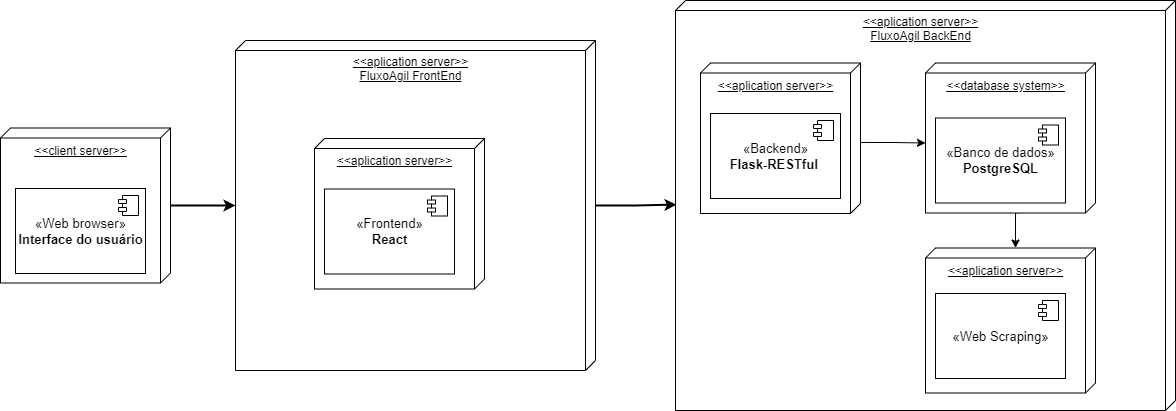 <<client server>>
«Web browser»
Interface do usuário
<<aplication server>>
FluxoAgil FrontEnd
<<aplication server>>
«Frontend»
React
<<aplication server>>
FluxoAgil BackEnd
<<aplication server>>
«Backend»
Flask-RESTful
<<database system>>
«Banco de dados»
PostgreSQL
<<aplication server>>
«Web Scraping»